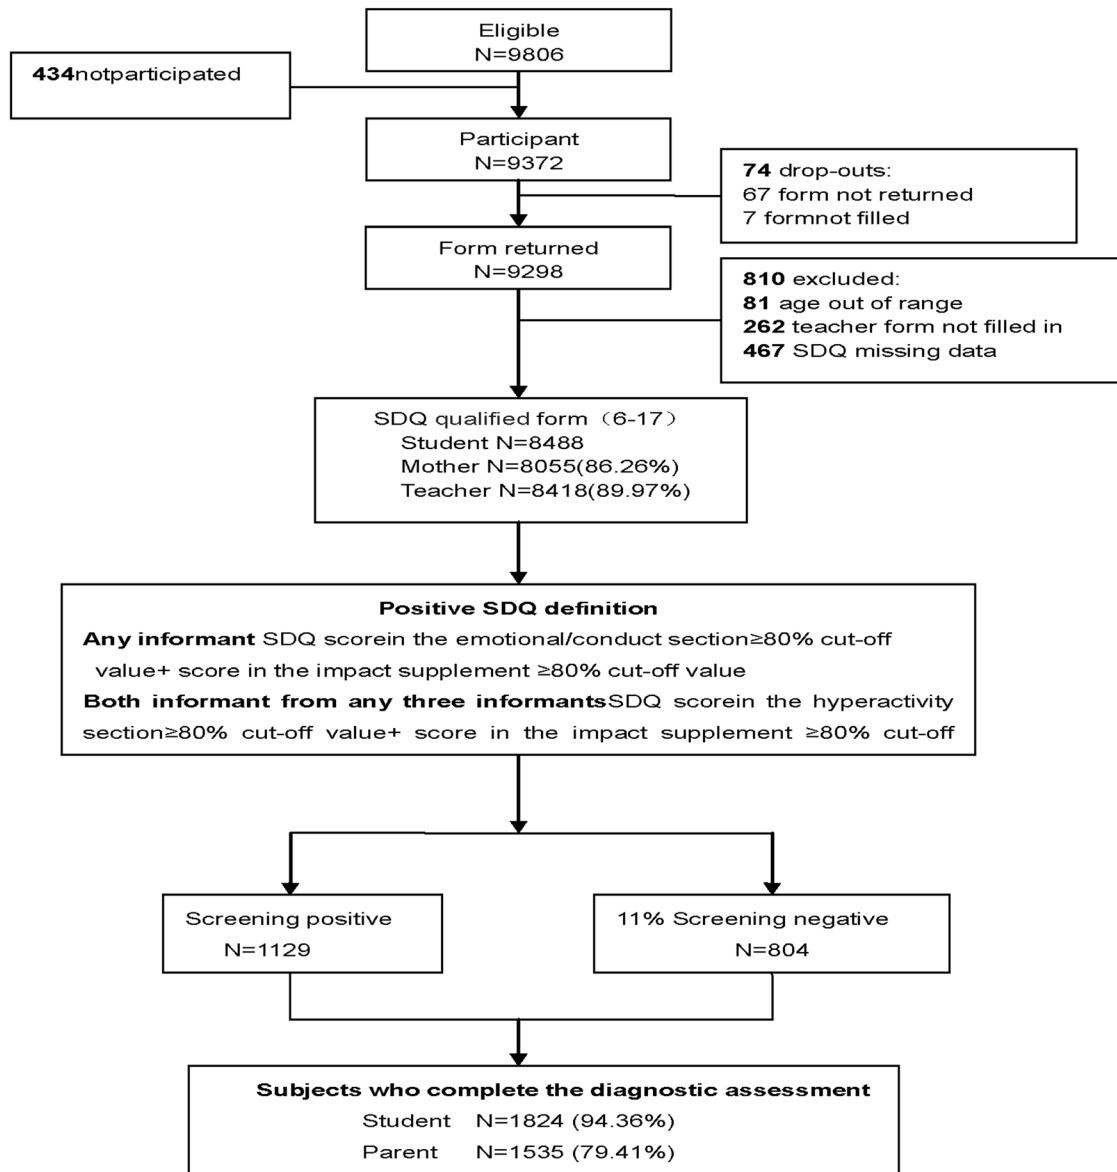 Eligible
N=9806
434notparticipated
Participant
N=9372
74 drop-outs:
67 form not returned
7 formnot filled
Form returned
N=9298
810 excluded:
81 age out of range
262 teacher form not filled in
467 SDQ missing data
SDQ qualified form（6-17）
Student N=8488
Mother N=8055(86.26%)
Teacher N=8418(89.97%)
Positive SDQ definition
Any informant SDQ scorein the emotional/conduct section≥80% cut-off
value+ score in the impact supplement ≥80% cut-off value
Both informant from any three informantsSDQ scorein the hyperactivity
section≥80% cut-off value+ score in the impact supplement ≥80% cut-off
Screening positive
N=1129
11% Screening negative
N=804
Subjects who complete the diagnostic assessment
Student N=1824 (94.36%)
Parent N=1535 (79.41%)